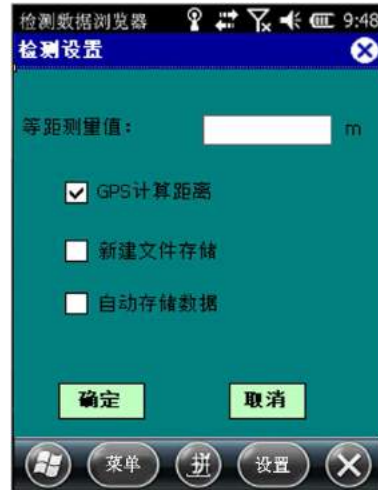 检测数据浏览器 9:48
检测设置
等距测量值： m
GPS计算距离
新建文件存储
自动存储数据
确定 取消
菜单 拼 设置